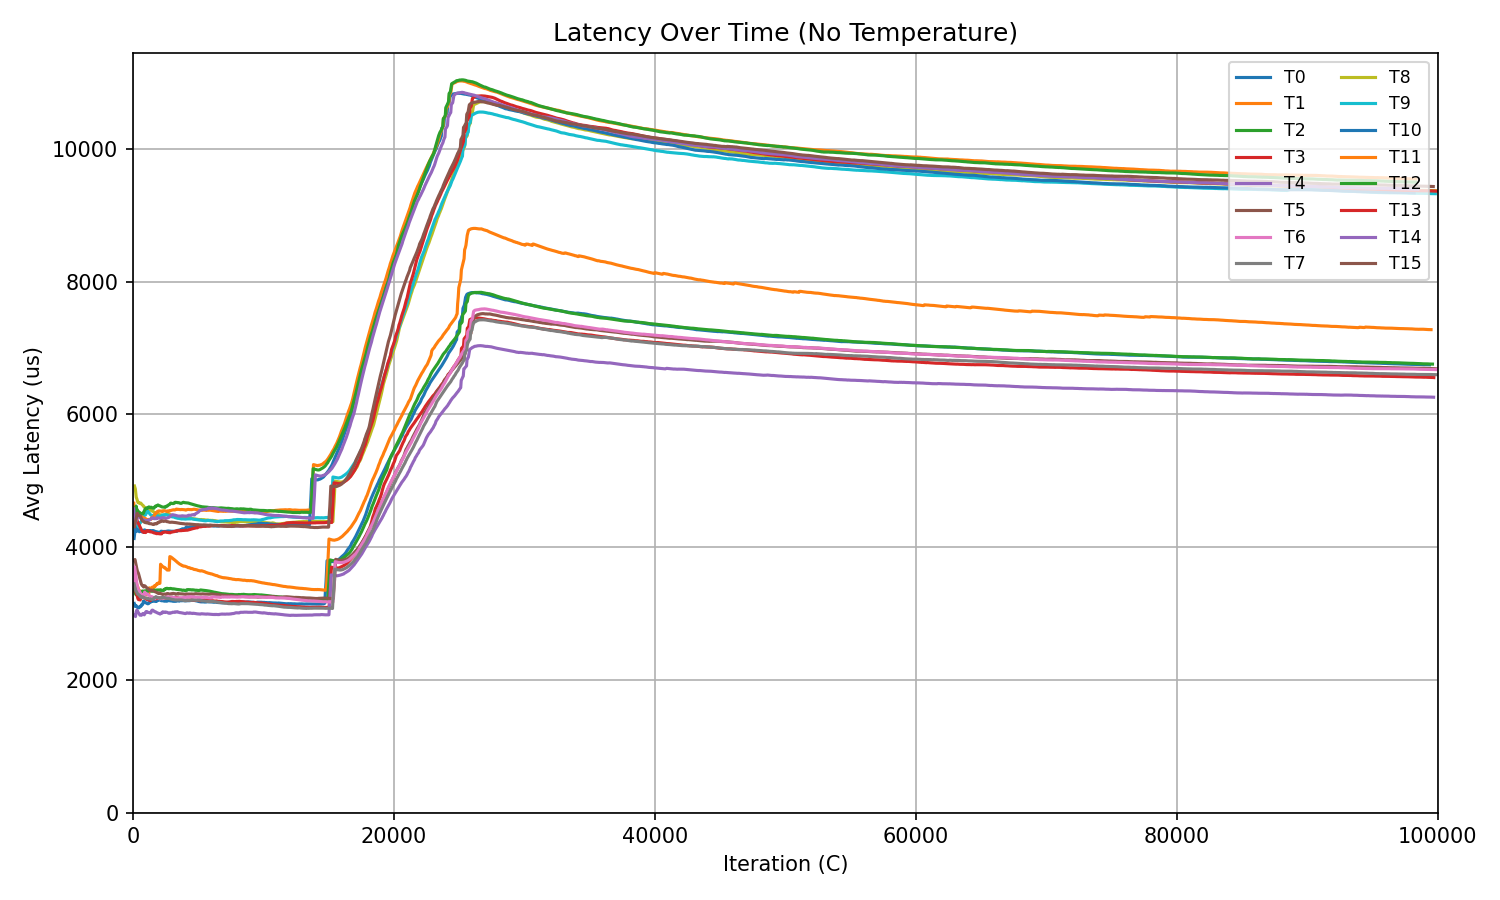 Latency Over Time (No Temperature)
Avg Latency (us)
10000
8000
6000
4000
2000
0
T0 T8
T1 T9
T2 T10
T3 T11
T4 T12
T5 T13
T6 T14
T7 T15
0 20000 40000 60000 80000 100000
Iteration (C)